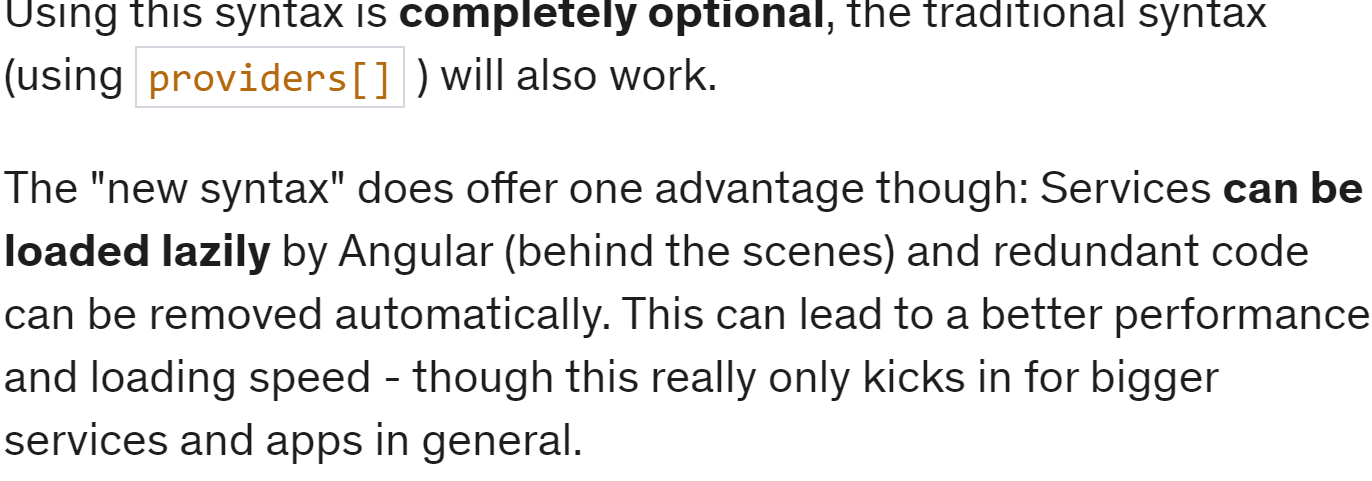 Using this syntax is completely optional, the traditional syntax
(using providers[] ) will also work.
The "new syntax" does offer one advantage though: Services can be
loaded lazily by Angular (behind the scenes) and redundant code
can be removed automatically. This can lead to a better performance
and loading speed - though this really only kicks in for bigger
services and apps in general.